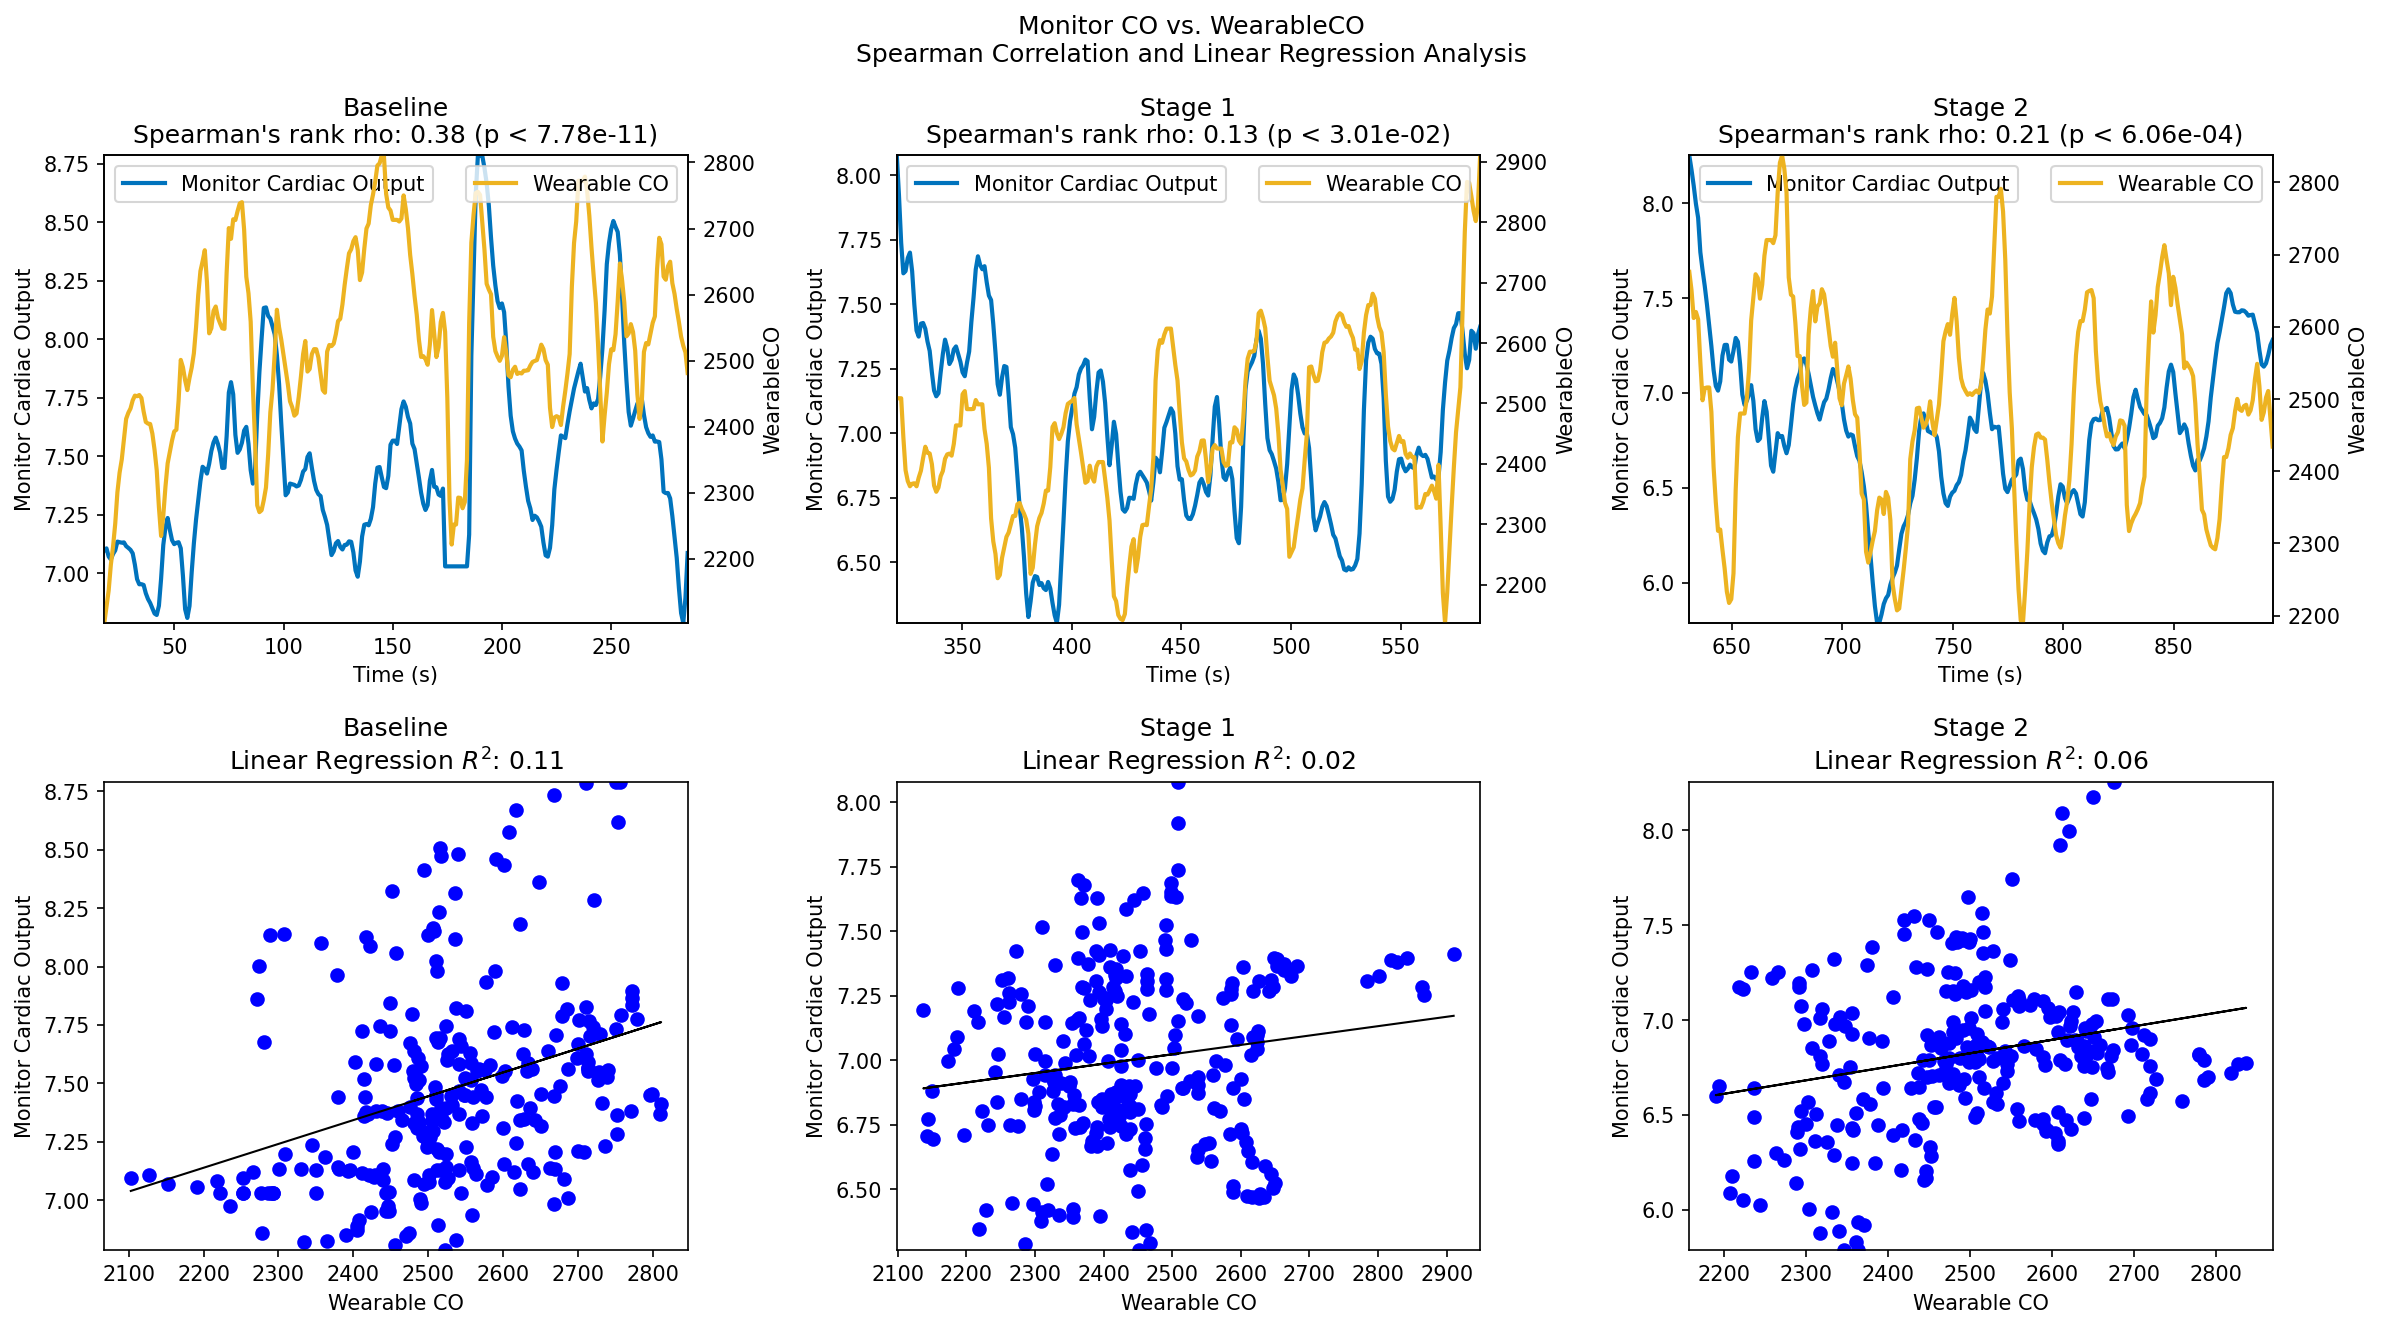 Monitor CO vs. WearableCO
Spearman Correlation and Linear Regression Analysis
Baseline
Spearman's rank rho: 0.38 (p < 7.78e-11)
Monitor Cardiac Output
Wearable CO
8.75
8.50
8.25
8.00
7.75
7.50
7.25
7.00
Monitor Cardiac Output
2800
2700
2600
2500
2400
2300
2200
WearableCO
50 100 150 200 250
Time (s)
Stage 1
Spearman's rank rho: 0.13 (p < 3.01e-02)
Monitor Cardiac Output
Wearable CO
8.00
7.75
7.50
7.25
7.00
6.75
6.50
Monitor Cardiac Output
2900
2800
2700
2600
2500
2400
2300
2200
WearableCO
350 400 450 500 550
Time (s)
Stage 2
Spearman's rank rho: 0.21 (p < 6.06e-04)
Monitor Cardiac Output
Wearable CO
8.0
7.5
7.0
6.5
6.0
Monitor Cardiac Output
2800
2700
2600
2500
2400
2300
2200
WearableCO
650 700 750 800 850
Time (s)
Baseline
Linear Regression R²: 0.11
8.75
8.50
8.25
8.00
7.75
7.50
7.25
7.00
Monitor Cardiac Output
2100 2200 2300 2400 2500 2600 2700 2800
Wearable CO
Stage 1
Linear Regression R²: 0.02
8.00
7.75
7.50
7.25
7.00
6.75
6.50
Monitor Cardiac Output
2100 2200 2300 2400 2500 2600 2700 2800 2900
Wearable CO
Stage 2
Linear Regression R²: 0.06
8.0
7.5
7.0
6.5
6.0
Monitor Cardiac Output
2200 2300 2400 2500 2600 2700 2800
Wearable CO